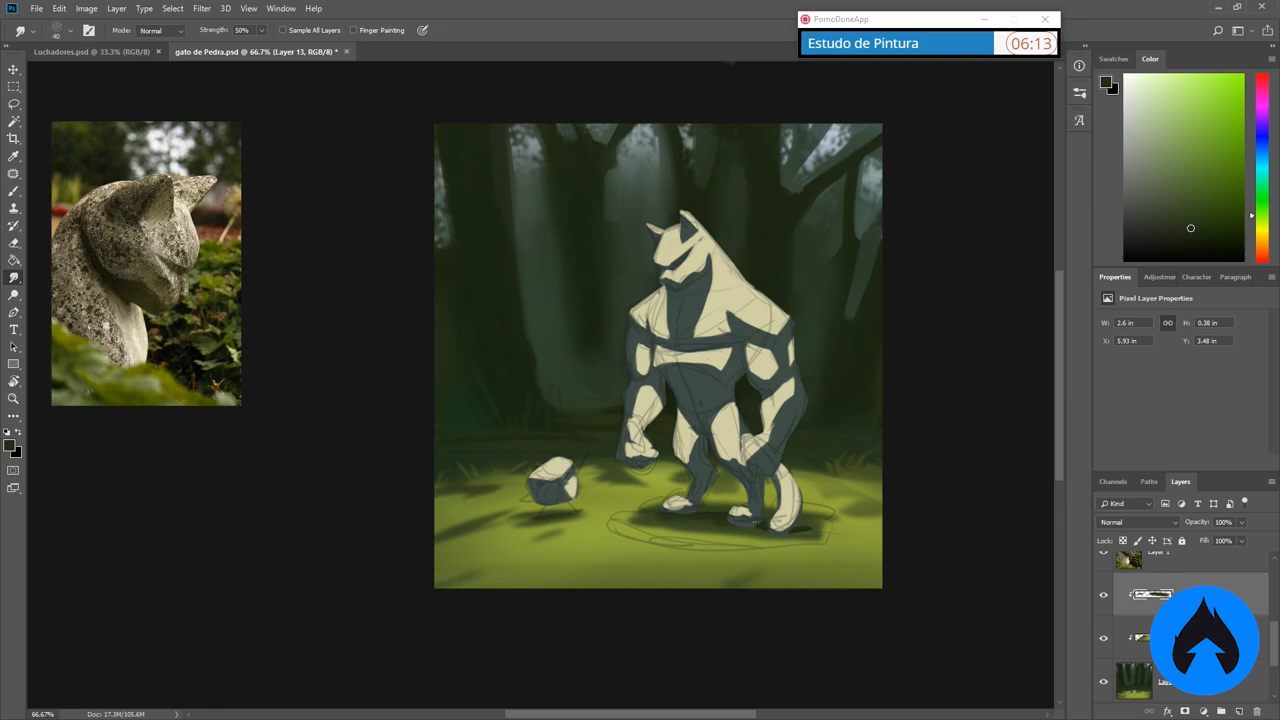 PomoDoneApp
Estudo de Pintura
06:13
File Edit Image Layer Type Select Filter 3D View Window Help
Mode: Normal Strength: 50% Sample All Layers Finger Painting
Luchadores.psd @ 33.3% (RGB/8) gato de Pedra.psd @ 66.7% (Layer 13, RGB/8) *
Swatches Color
Properties Adjustmer Character Paragraph
Pixel Layer Properties
W: 2.6 in H: 0.38 in
X: 5.93 in Y: 3.48 in
Channels Paths Layers
Kind
Normal Opacity: 100%
Lock: Fill: 100%
Layer 1
66.67% Doc: 17.3M/105.6M